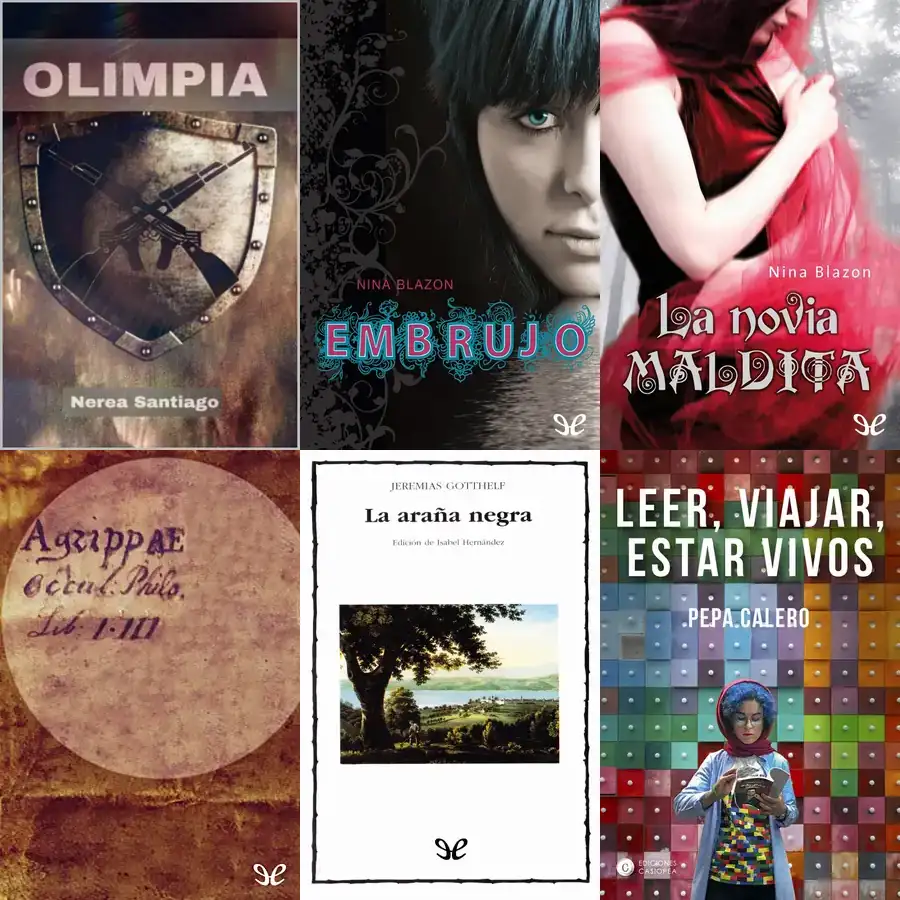 OLIMPIA
Nerea Santiago
NINA BLAZON
EMBRUJO
Nina Blazon
La novia
MALDITA
AgrippAE
occul: Philo.
Lib: I·III
JEREMIAS GOTTHELF
La araña negra
Edición de Isabel Hernández
LEER, VIAJAR,
ESTAR VIVOS
PEPA CALERO
EDICIONES
CASIOPEA